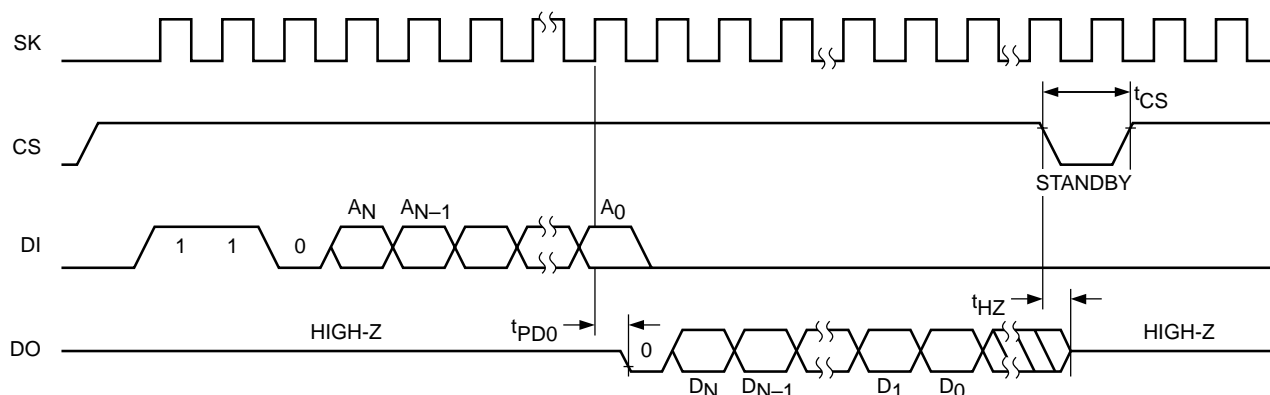 SK
t_CS
CS
STANDBY
A_N A_N–1 A_0
DI 1 1 0
t_HZ
HIGH-Z t_PD0 HIGH-Z
DO 0
D_N D_N–1 D_1 D_0